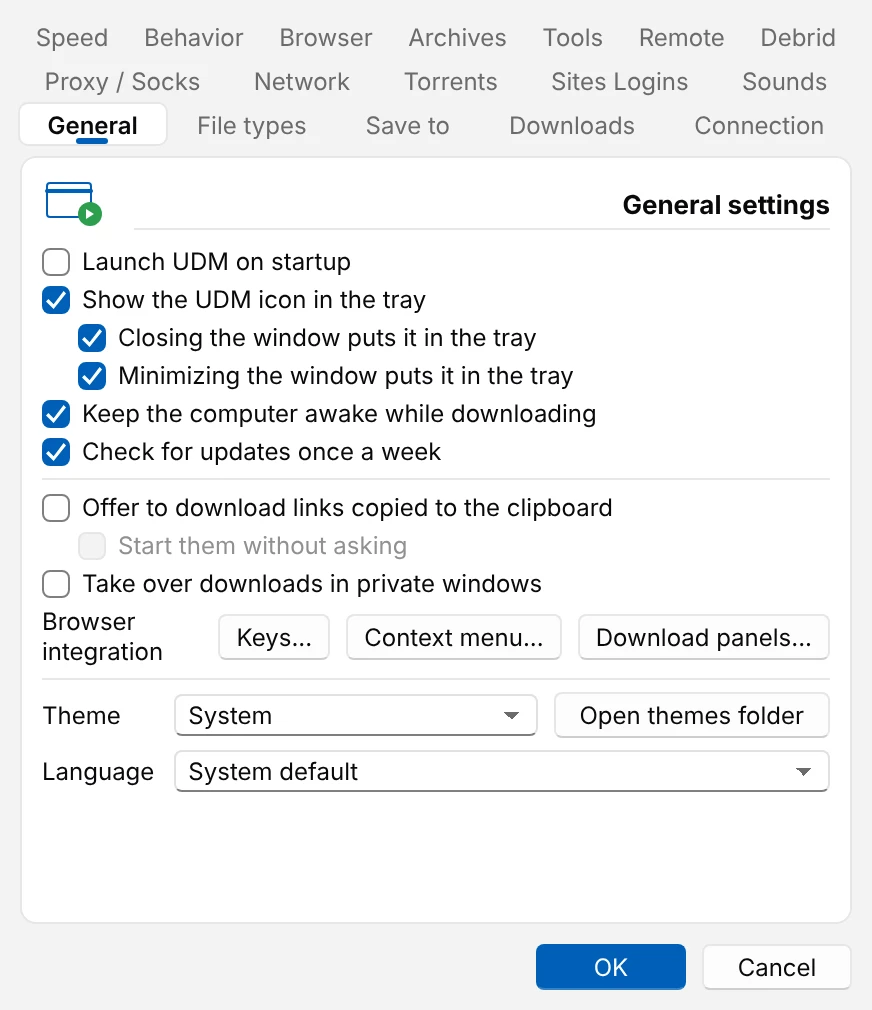 Speed Behavior Browser Archives Tools Remote Debrid
Proxy / Socks Network Torrents Sites Logins Sounds
General File types Save to Downloads Connection
General settings
Launch UDM on startup
Show the UDM icon in the tray
Closing the window puts it in the tray
Minimizing the window puts it in the tray
Keep the computer awake while downloading
Check for updates once a week
Offer to download links copied to the clipboard
Start them without asking
Take over downloads in private windows
Browser integration Keys... Context menu... Download panels...
Theme System Open themes folder
Language System default
OK Cancel